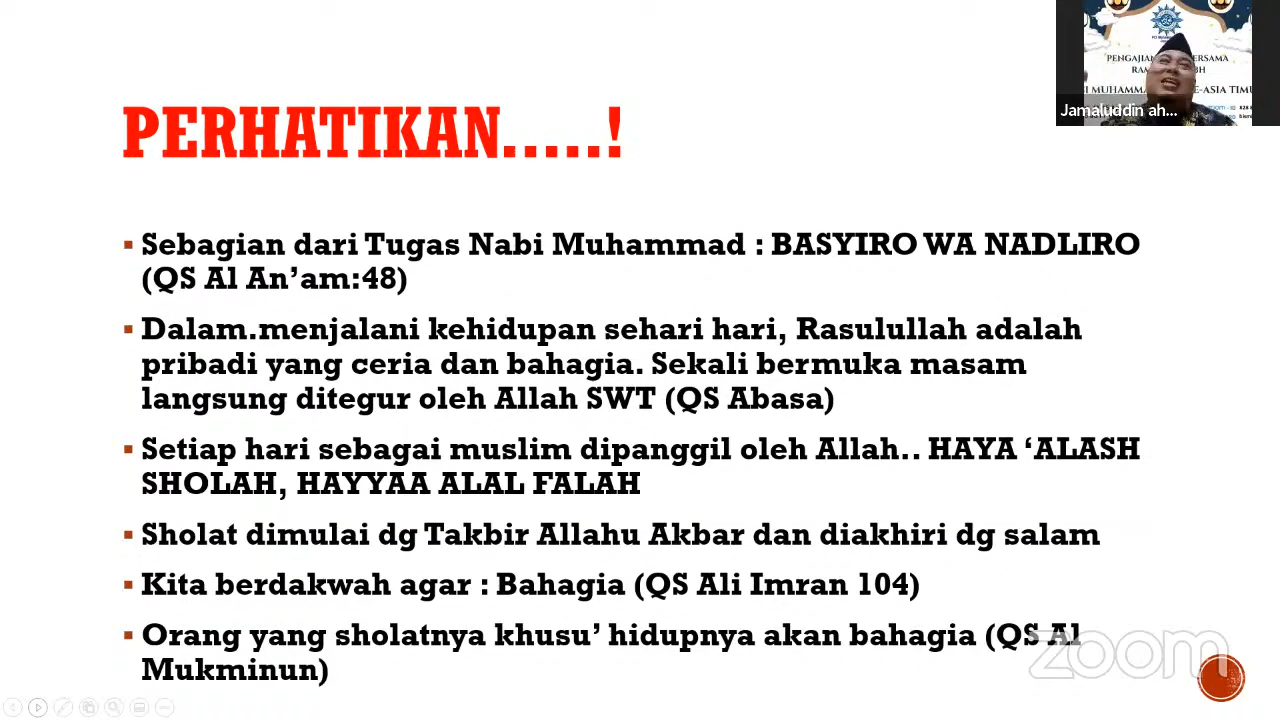 PERHATIKAN.....!
▪ Sebagian dari Tugas Nabi Muhammad : BASYIRO WA NADLIRO
(QS Al An’am:48)
▪ Dalam.menjalani kehidupan sehari hari, Rasulullah adalah
pribadi yang ceria dan bahagia. Sekali bermuka masam
langsung ditegur oleh Allah SWT (QS Abasa)
▪ Setiap hari sebagai muslim dipanggil oleh Allah.. HAYA ‘ALASH
SHOLAH, HAYYAA ALAL FALAH
▪ Sholat dimulai dg Takbir Allahu Akbar dan diakhiri dg salam
▪ Kita berdakwah agar : Bahagia (QS Ali Imran 104)
▪ Orang yang sholatnya khusu’ hidupnya akan bahagia (QS Al
Mukminun)
zoom
PENGAJIAN
Jamaluddin ah...